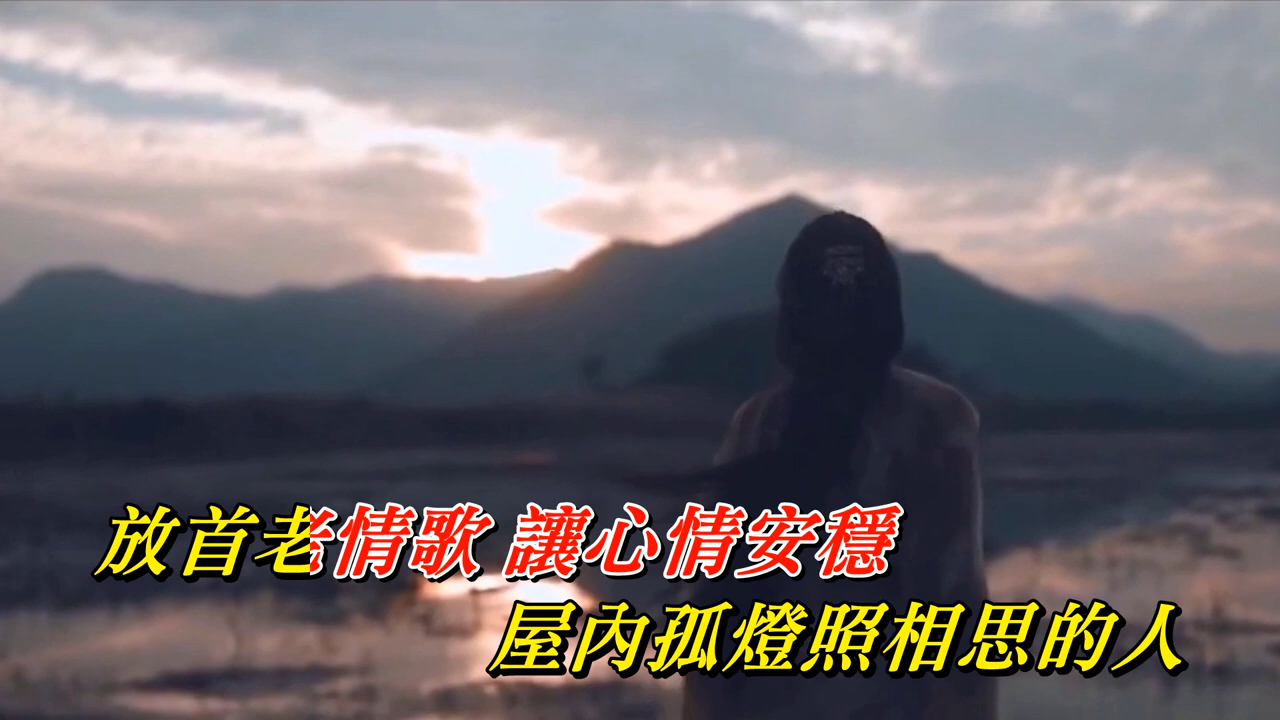 放首老情歌 讓心情安穩
屋內孤燈照相思的人